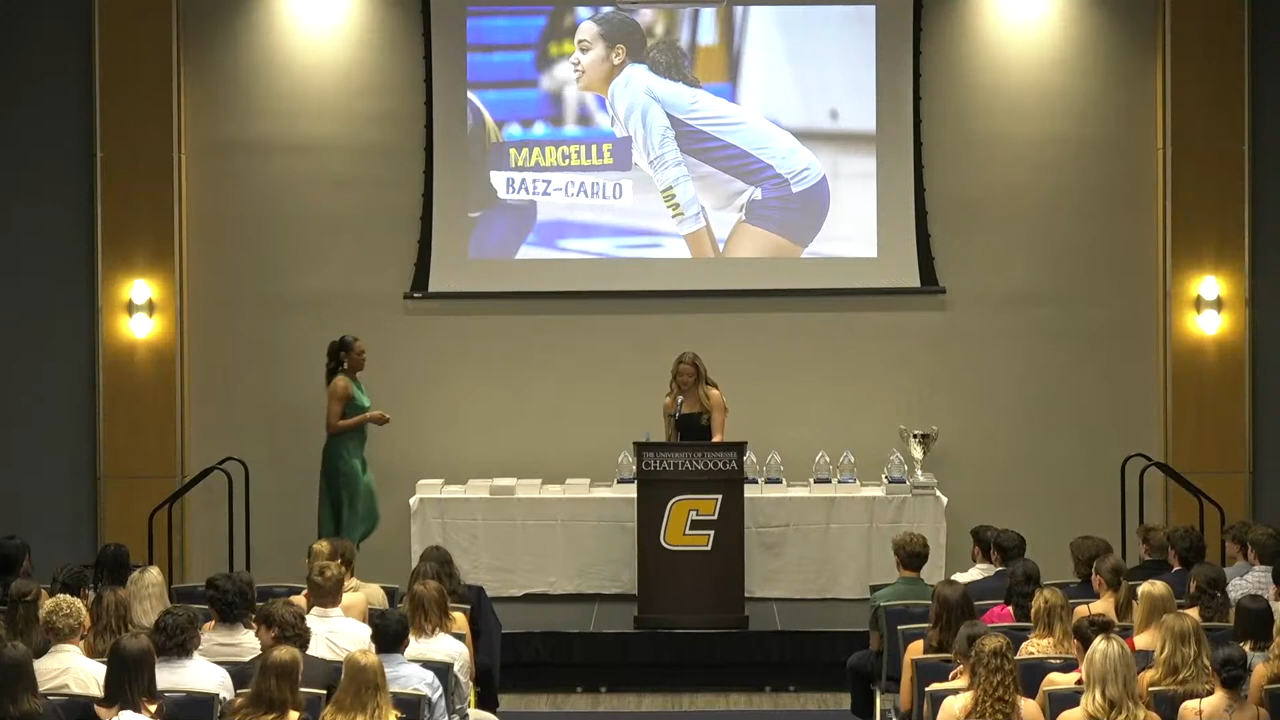 MARCELLE
BAEZ-CARLO
THE UNIVERSITY OF TENNESSEE
CHATTANOOGA
C